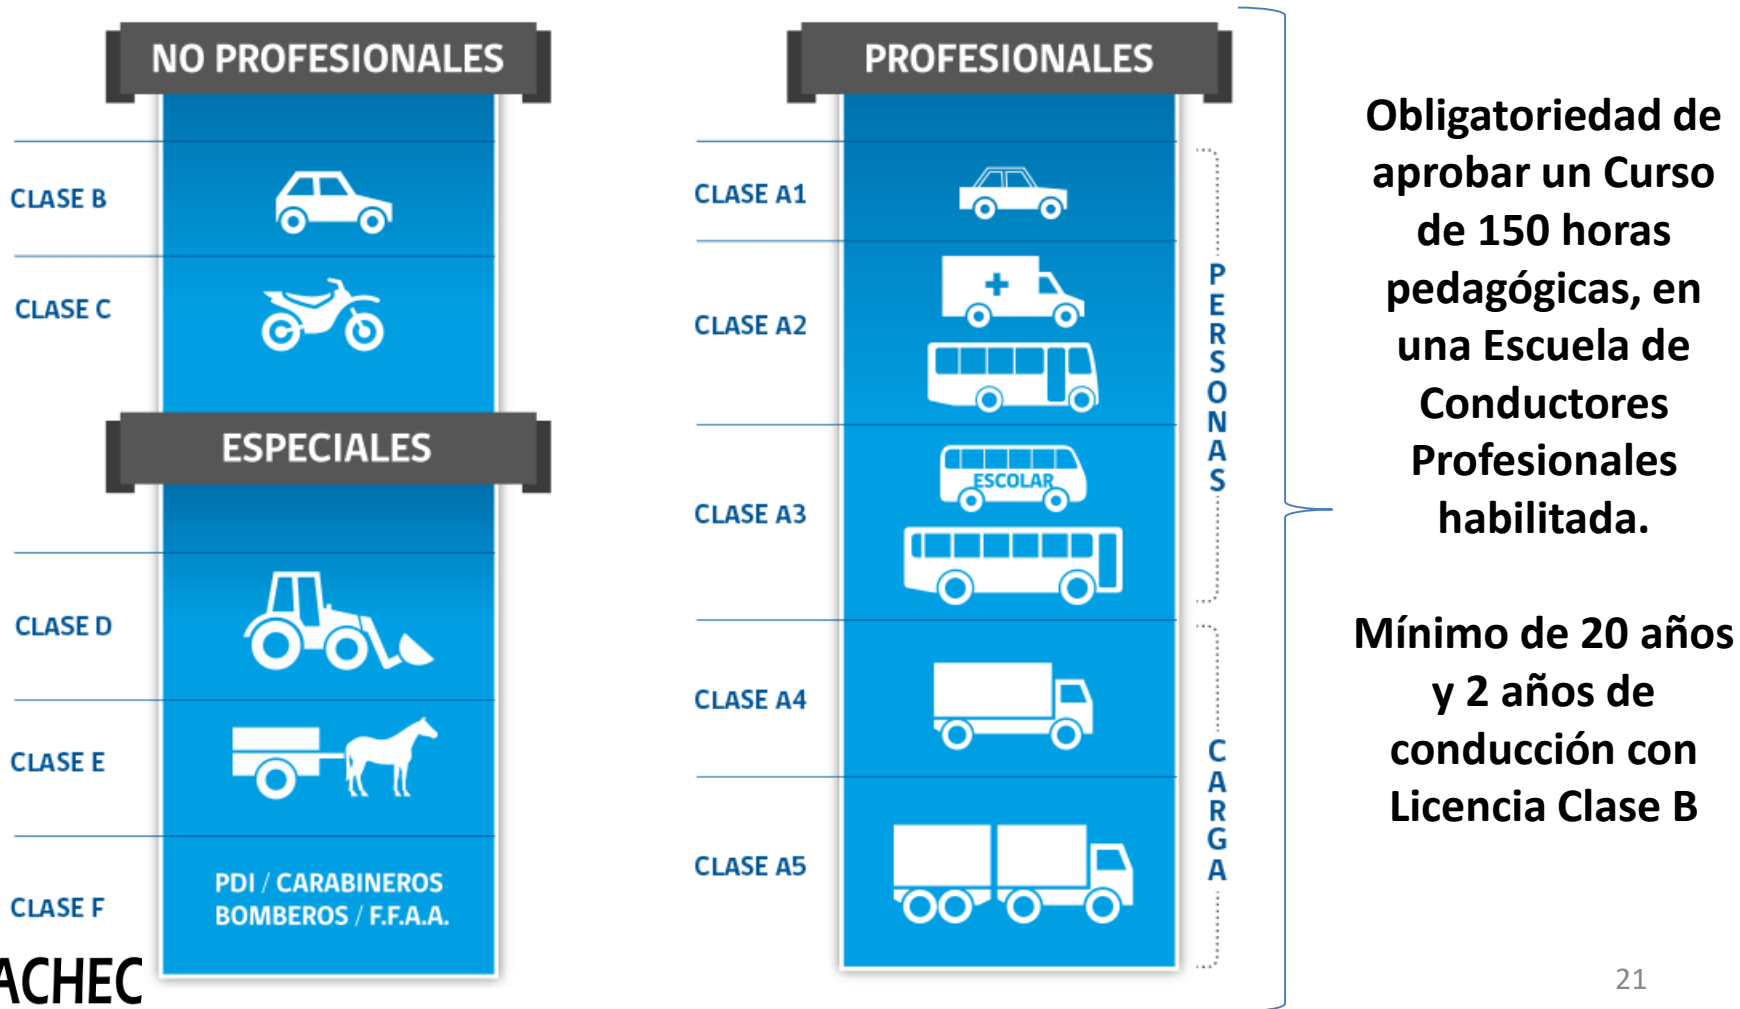 NO PROFESIONALES
CLASE B
CLASE C
ESPECIALES
CLASE D
CLASE E
CLASE F
PDI / CARABINEROS
BOMBEROS / F.F.A.A.
PROFESIONALES
CLASE A1
CLASE A2
CLASE A3
ESCOLAR
CLASE A4
CLASE A5
PERSONAS
CARGA
Obligatoriedad de
aprobar un Curso
de 150 horas
pedagógicas, en
una Escuela de
Conductores
Profesionales
habilitada.
Mínimo de 20 años
y 2 años de
conducción con
Licencia Clase B
ACHEC
21